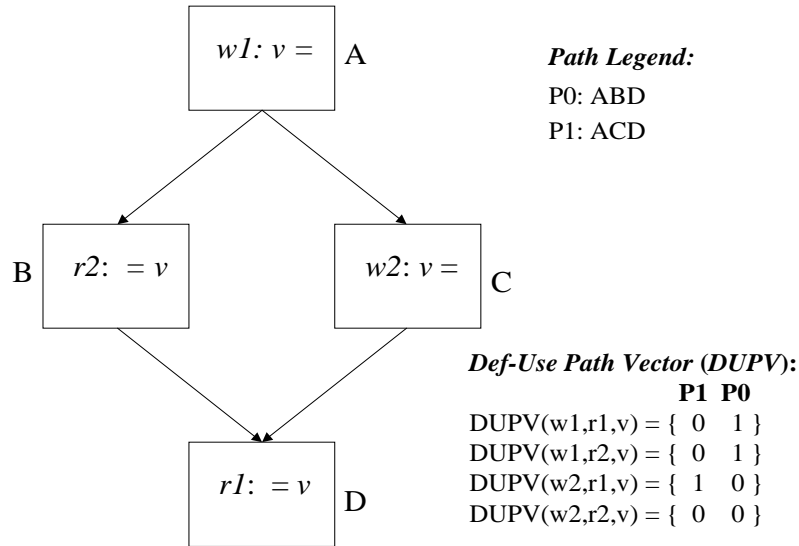 w1: v =
A
Path Legend:
P0: ABD
P1: ACD
B
r2: = v
w2: v =
C
Def-Use Path Vector (DUPV):
P1 P0
DUPV(w1,r1,v) = { 0 1 }
DUPV(w1,r2,v) = { 0 1 }
DUPV(w2,r1,v) = { 1 0 }
DUPV(w2,r2,v) = { 0 0 }
r1: = v
D